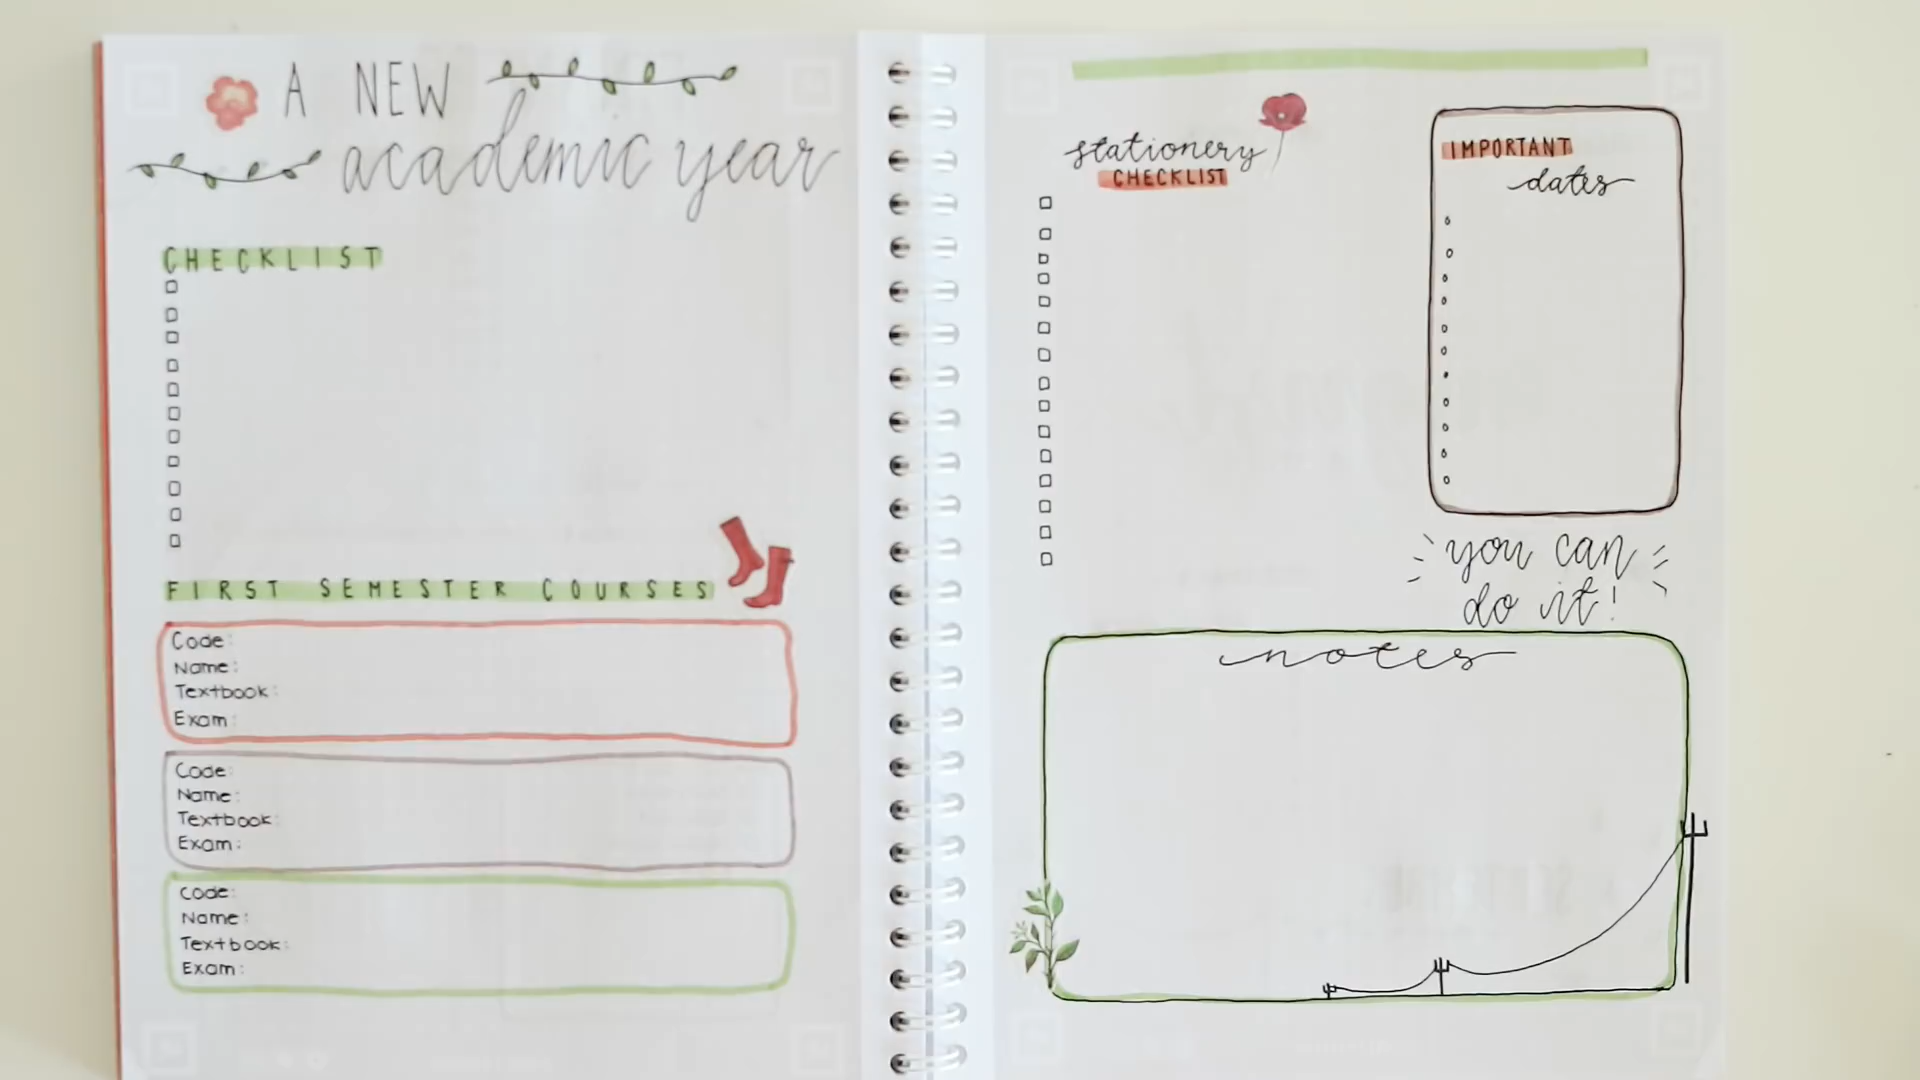 A NEW
academic year
CHECKLIST
FIRST SEMESTER COURSES
Code:
Name:
Textbook:
Exam:
Code:
Name:
Textbook:
Exam:
Code:
Name:
Textbook:
Exam:
stationery
CHECKLIST
IMPORTANT
dates
you can
do it!
notes